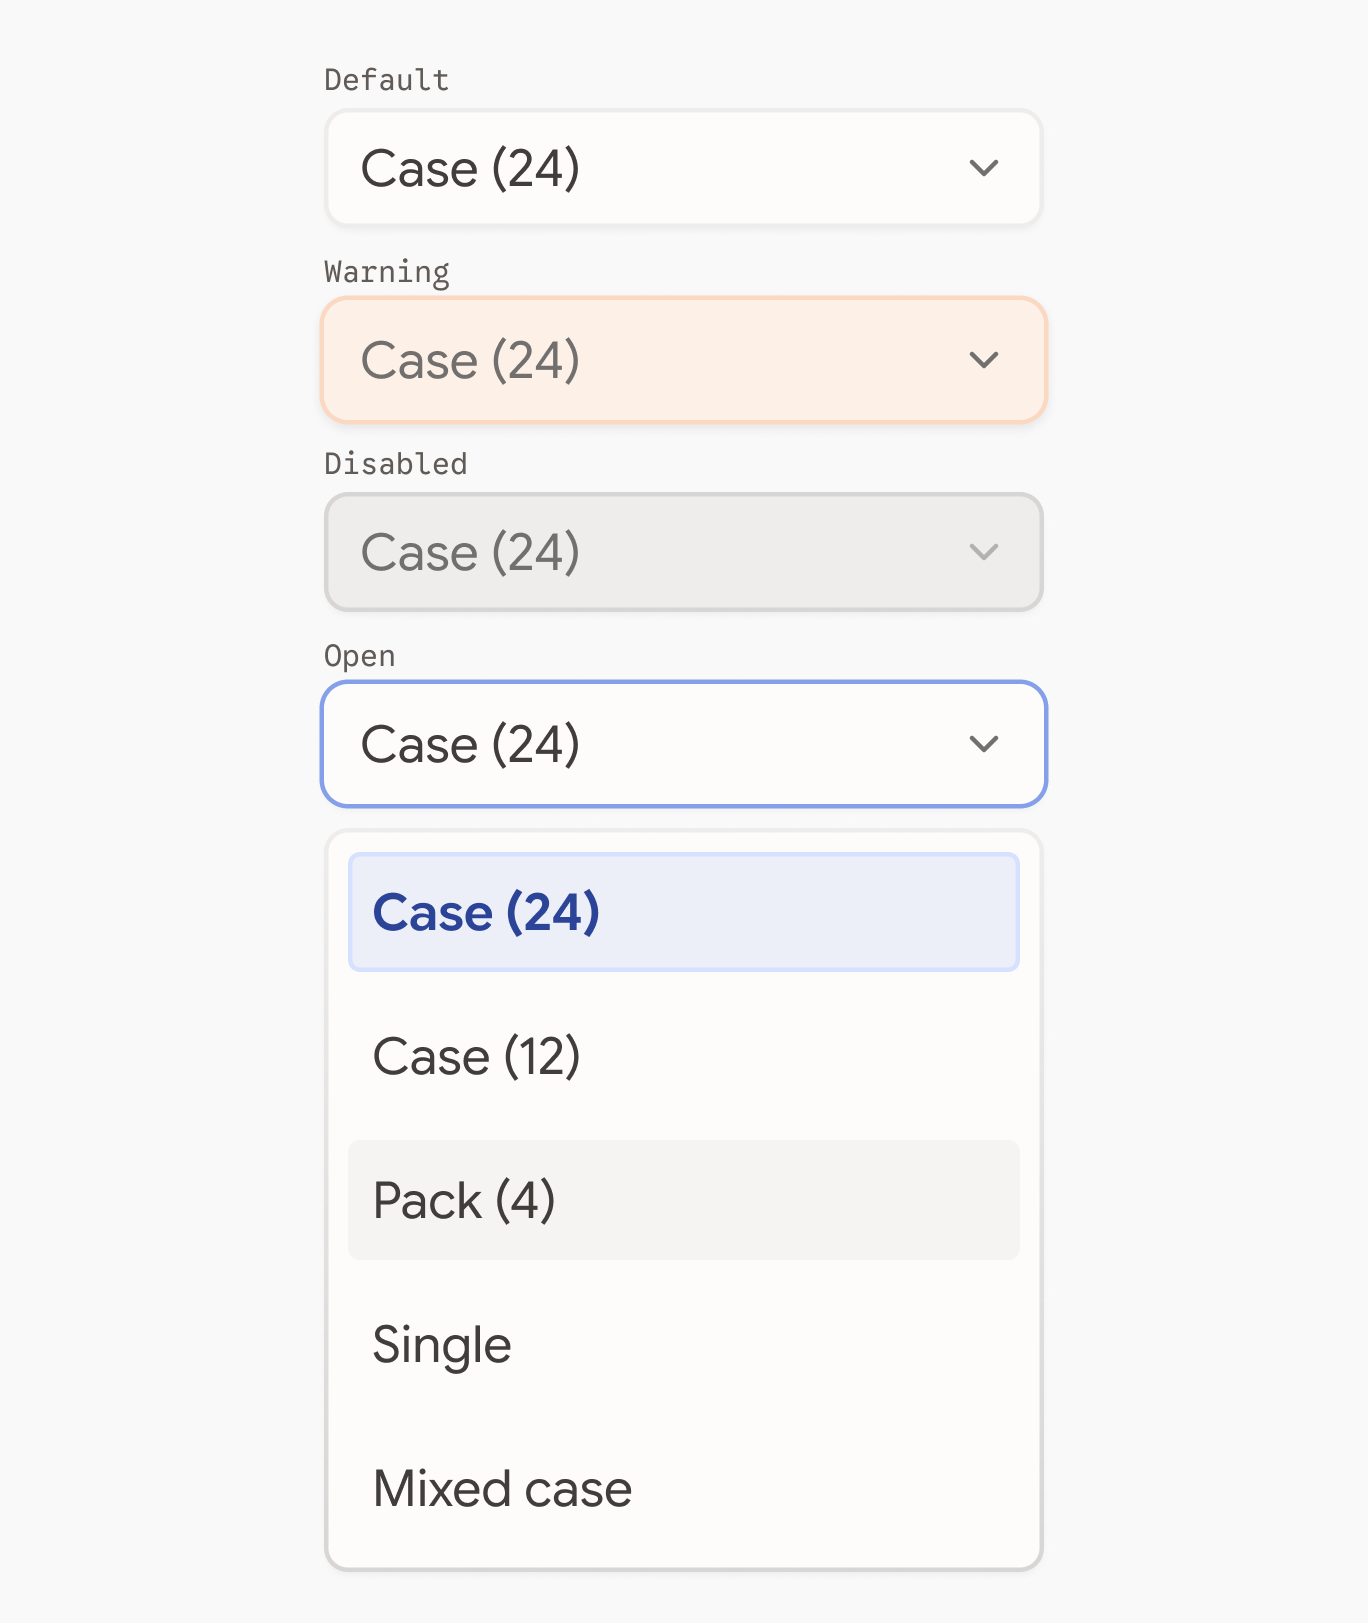 Default
Case (24)
Warning
Case (24)
Disabled
Case (24)
Open
Case (24)
Case (24)
Case (12)
Pack (4)
Single
Mixed case